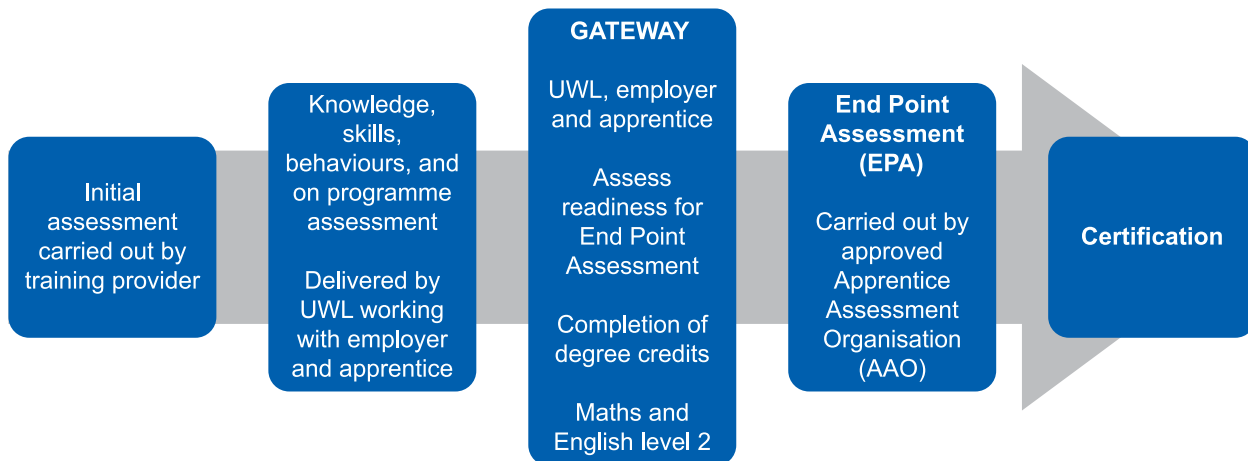 Initial
assessment
carried out by
training provider
Knowledge,
skills,
behaviours, and
on programme
assessment
Delivered by
UWL working
with employer
and apprentice
GATEWAY
UWL, employer
and apprentice
Assess
readiness for
End Point
Assessment
Completion of
degree credits
Maths and
English level 2
End Point
Assessment
(EPA)
Carried out by
approved
Apprentice
Assessment
Organisation
(AAO)
Certification